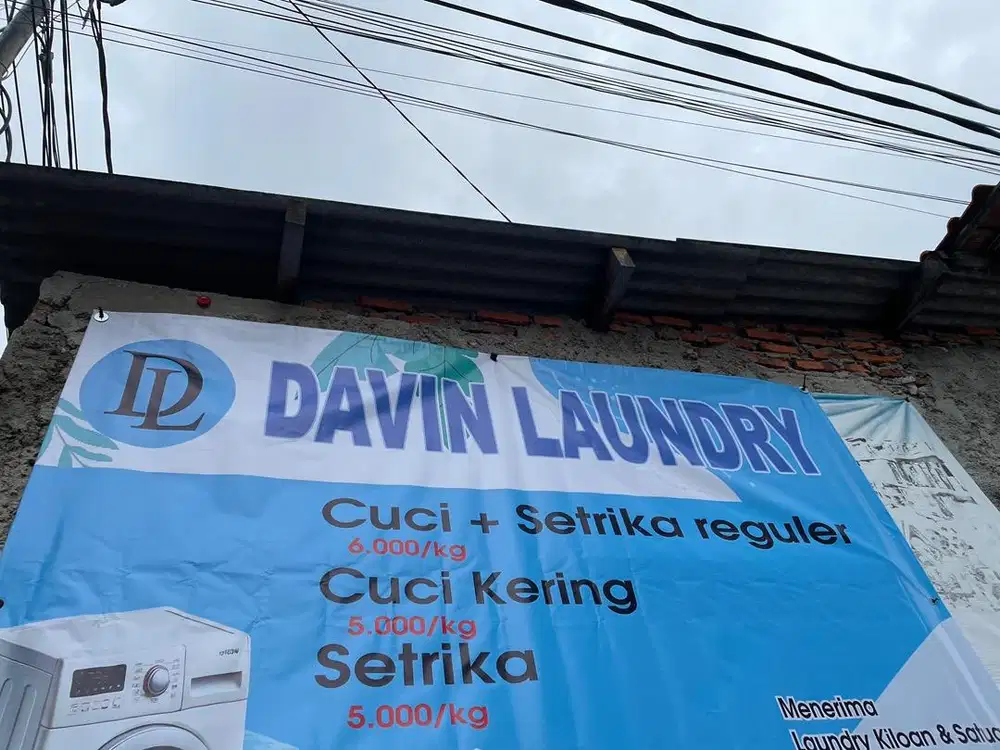 DL
DAVIN LAUNDRY
Cuci + Setrika reguler
6.000/kg
Cuci Kering
5.000/kg
Setrika
5.000/kg
Menerima
Laundry Kiloan &